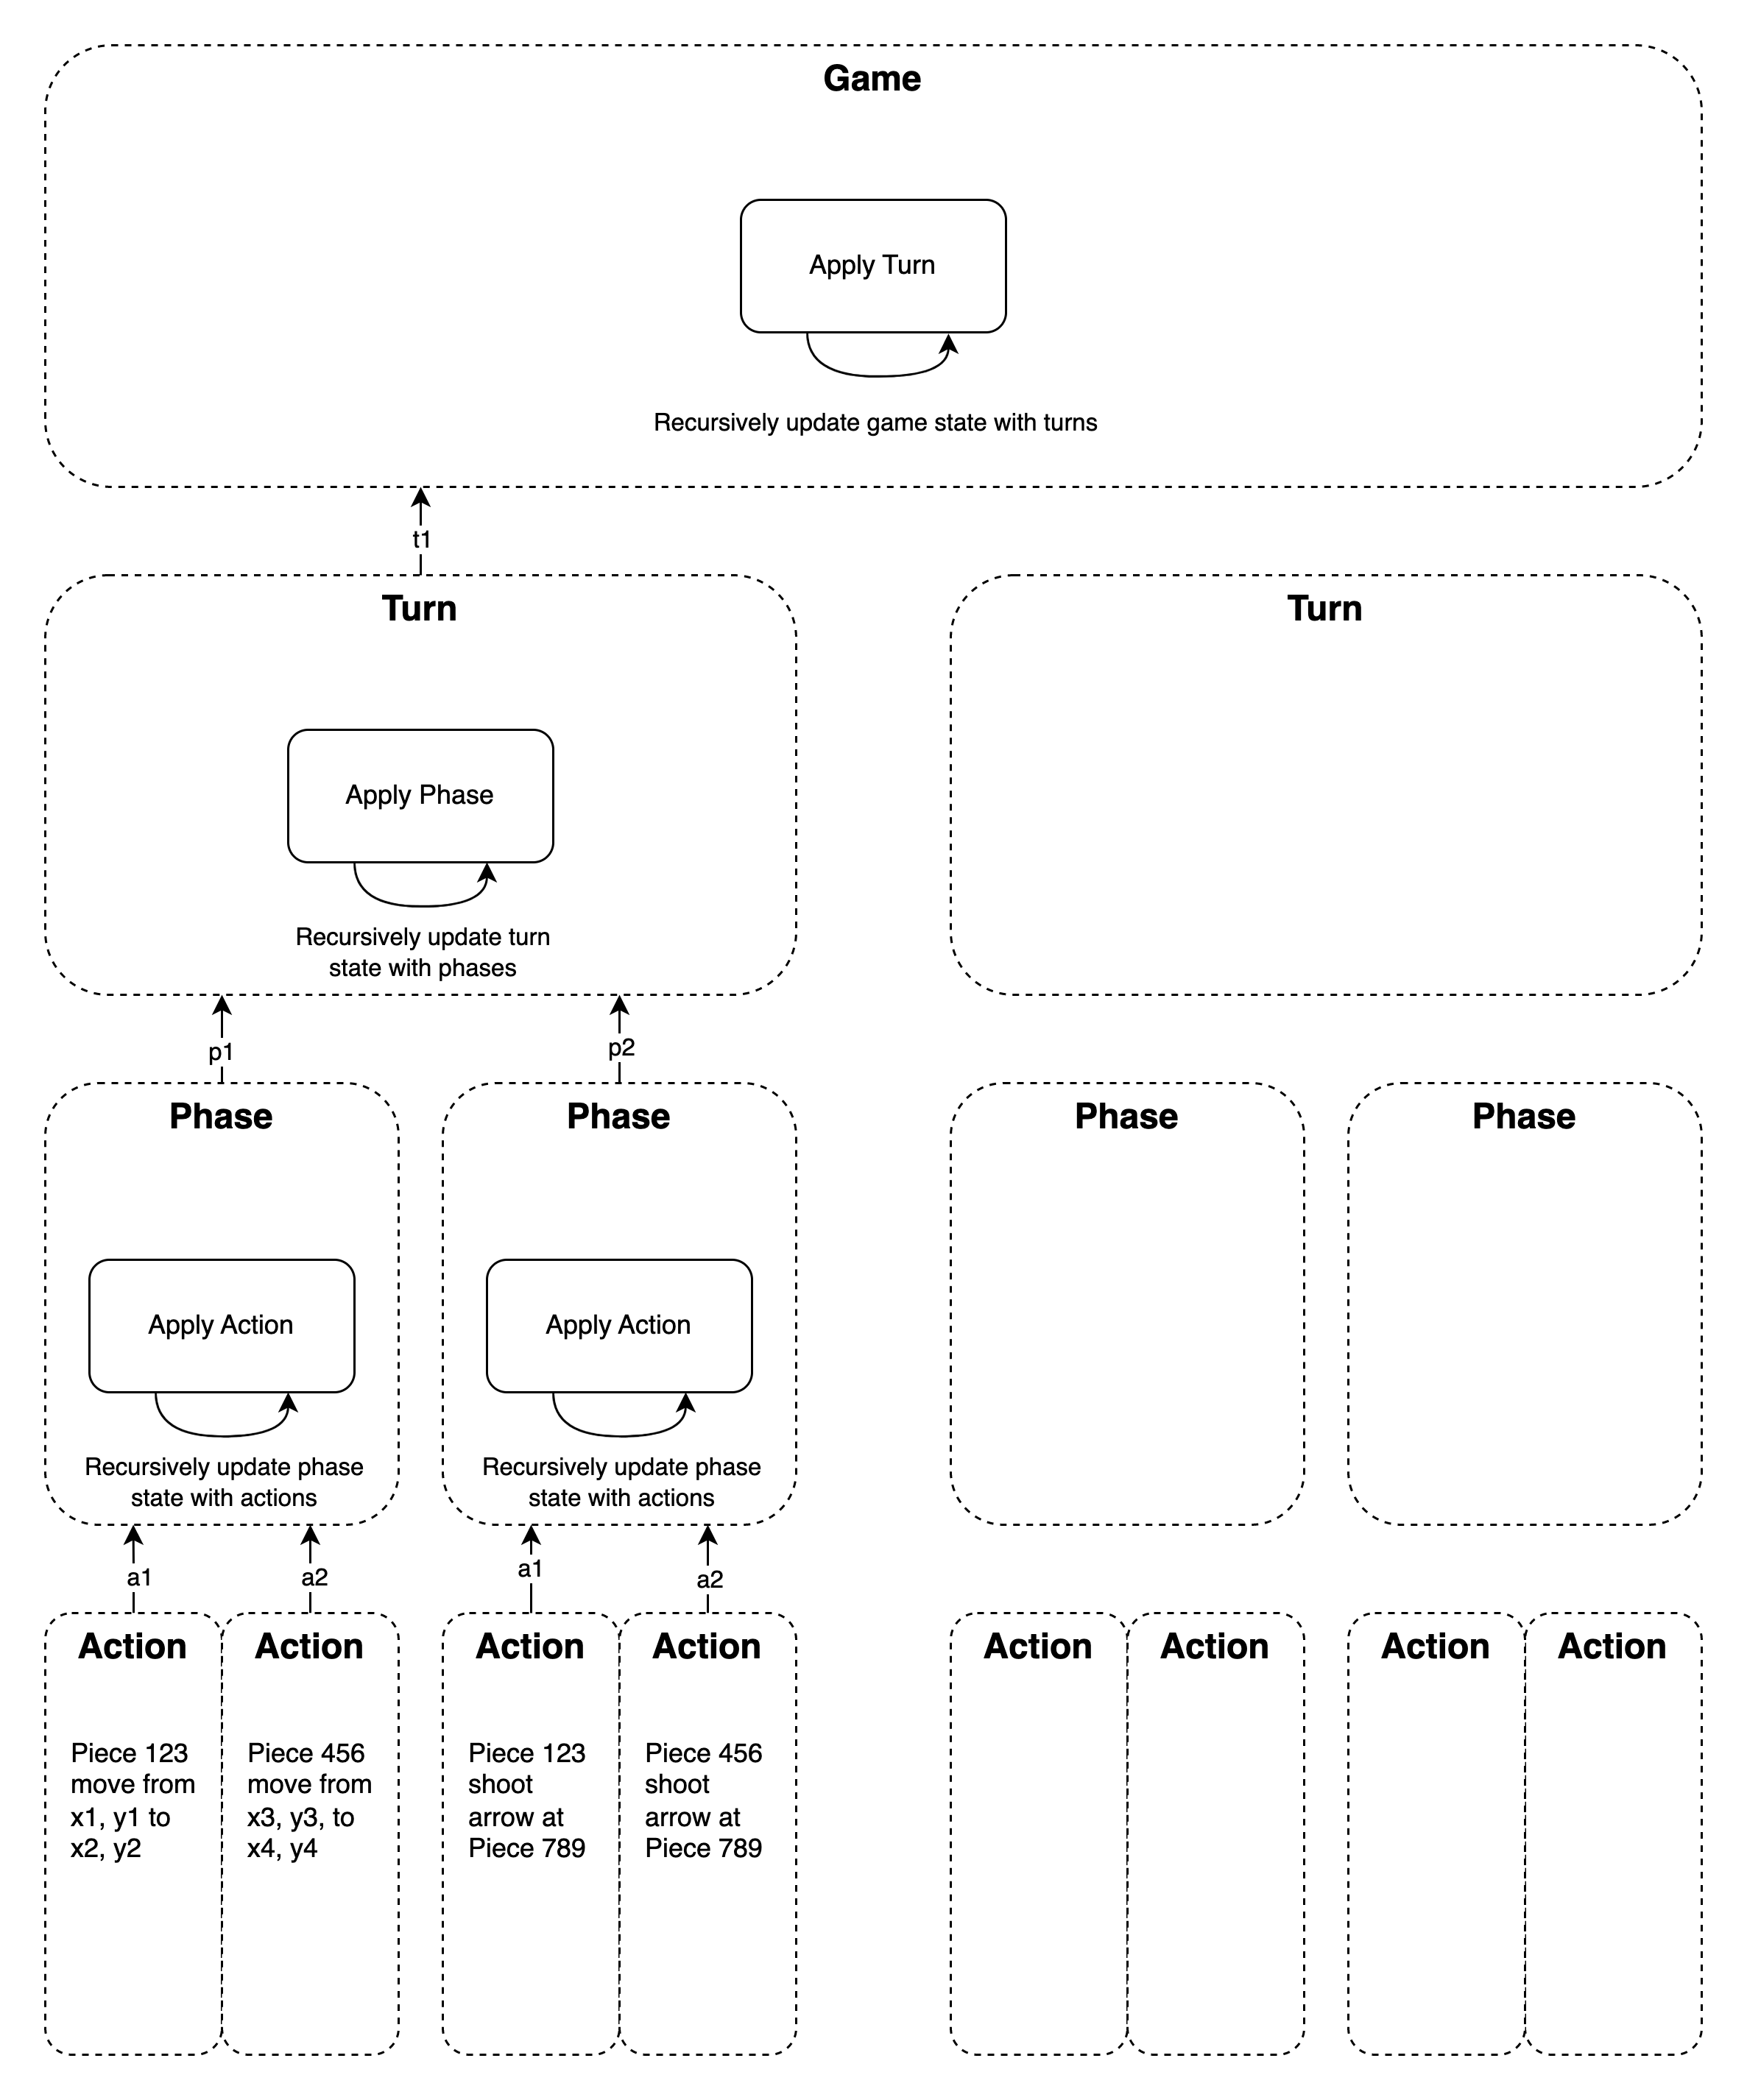 Game
Apply Turn
Recursively update game state with turns
t1
Turn
Turn
Apply Phase
Recursively update turn
state with phases
p1
p2
Phase
Phase
Phase
Phase
Apply Action
Apply Action
Recursively update phase
state with actions
Recursively update phase
state with actions
a1
a2
a1
a2
Action
Action
Action
Action
Action
Action
Action
Action
Piece 123
move from
x1, y1 to
x2, y2
Piece 456
move from
x3, y3, to
x4, y4
Piece 123
shoot
arrow at
Piece 789
Piece 456
shoot
arrow at
Piece 789